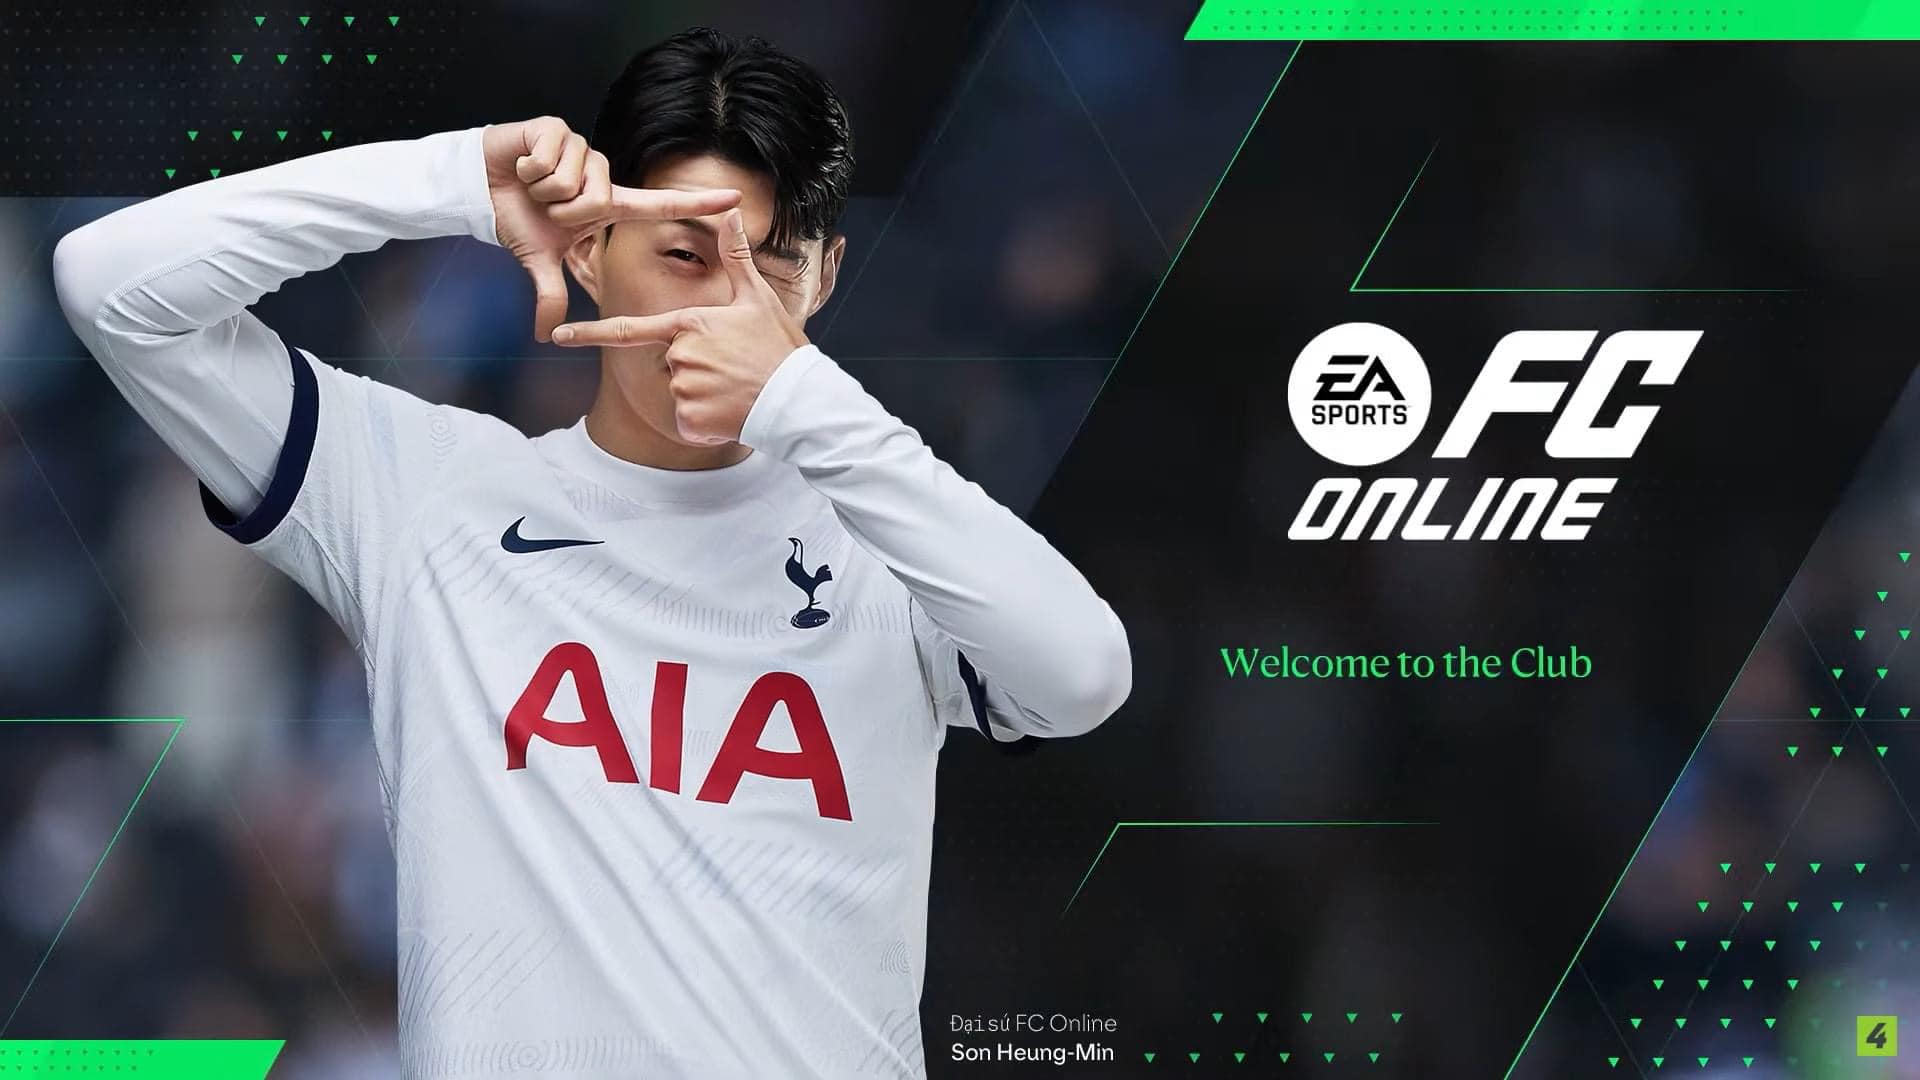 EA
SPORTS
FC
ONLINE
Welcome to the Club
AIA
Đại sứ FC Online
Son Heung-Min
4